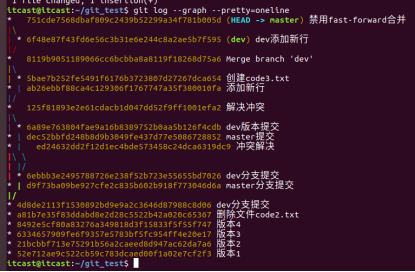 1 file changed, 1 insertion(+)
itcast@itcast:~/git_test$ git log --graph --pretty=oneline
*   751cde7568dbaf809c2439b52299a34f781b005d (HEAD -> master) 禁用fast-forward合并
|\
| * 6f48e87f43fd6e56c3b31e6e244c8a2ae5b7f595 (dev) dev添加新行
|/
*   8119b9051189066cc6bcbba8a8119f18268d75a6 Merge branch 'dev'
|\
| * 5bae7b252fe5491f6176b3723807d27267dca654 创建code3.txt
* | ab26ebbf88ca4c129306f1767747a35f380010fa 添加新行
|/
*   125f81893e2e61cdacb1d047dd52f9ff1001efa2 解决冲突
|\
| * 6a89e763804fae9a16b8389752b0aa5b126f4cdb dev版本提交
* | dec52bbfd248b8d9b3049fe437d77e5086728852 master提交
* |   ed24632dd2f12d1ec4bde573458c24dca6319dc9 冲突解决
|\ \
| |/
| * 6ebbb3e2495788726e238f52b723e55655bd7026 dev分支提交
* | d9f73ba09be927cfe2c835b602b918f773046d6a master分支提交
|/
* 4d8de2113f1530892bd9e9a2c3646d87988c8d06 dev分支提交
* a81b7e35f83ddabd8e2d28c5522b42a020c65367 删除文件code2.txt
* 8492e5cf80a83276a349818d3f15833f5f55f747 版本4
* 6334657909fe6f9357e5783bf5fc954ff4e20e17 版本3
* 21bcbbf713e75291b56a2caeed8d947ac62da7a6 版本2
* 52e712ae9c522cb59c783dcaed00f1a02e7cf2f3 版本1
itcast@itcast:~/git_test$